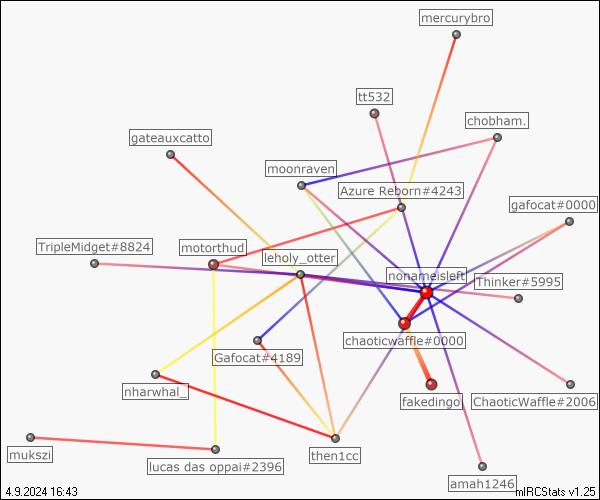 mercurybro
tt532
chobham.
gateauxcatto
moonraven
Azure Reborn#4243
gafocat#0000
TripleMidget#8824
motorthud
leholy_otter
nonameisleft
Thinker#5995
chaoticwaffle#0000
Gafocat#4189
nharwhal_
fakedingo
ChaoticWaffle#2006
mukszi
lucas das oppai#2396
then1cc
amah1246
4.9.2024 16:43
mIRCStats v1.25